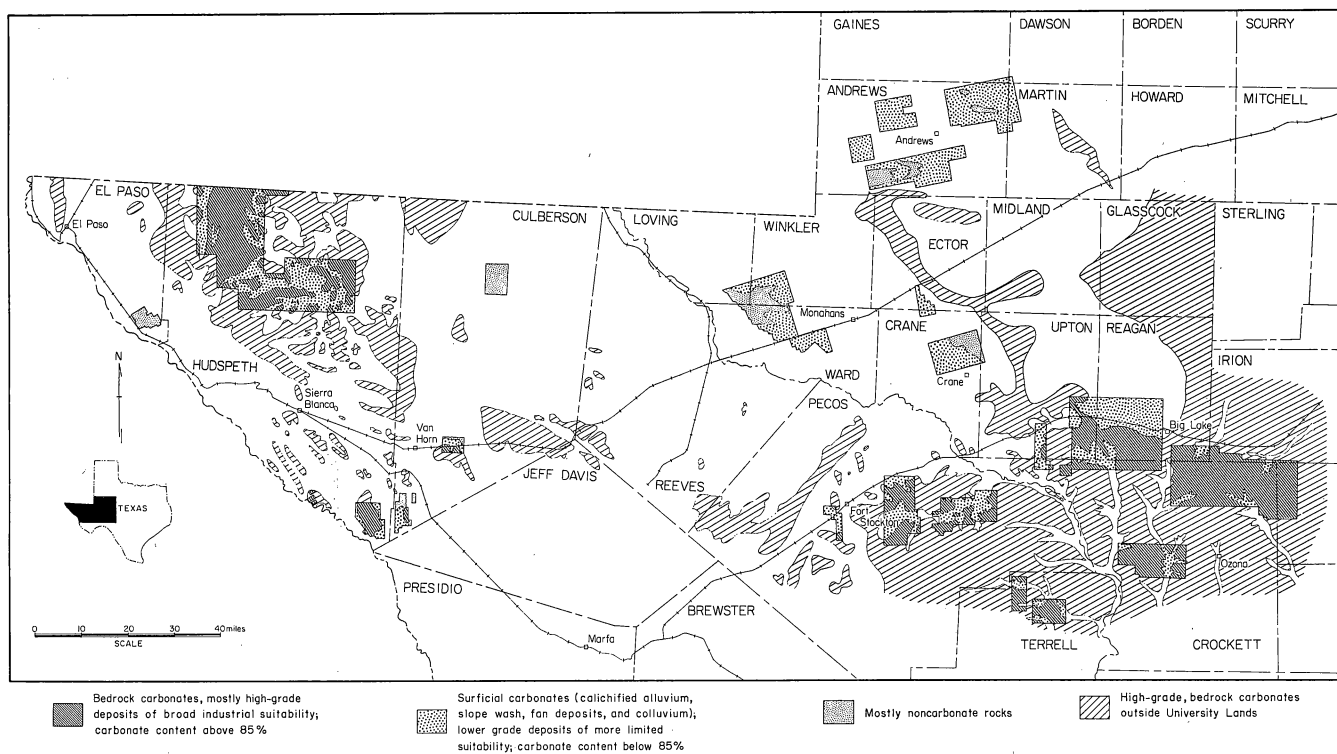 GAINES
DAWSON
BORDEN
SCURRY
ANDREWS
MARTIN
HOWARD
MITCHELL
Andrews
EL PASO
El Paso
CULBERSON
LOVING
WINKLER
ECTOR
MIDLAND
GLASSCOCK
STERLING
Monahans
CRANE
UPTON
REAGAN
IRION
N
HUDSPETH
Sierra
Blanca
WARD
PECOS
Crane
Van
Horn
Big Lake
JEFF DAVIS
REEVES
Fort
Stockton
TEXAS
Ozona
PRESIDIO
BREWSTER
TERRELL
CROCKETT
Marfa
0 10 20 30 40 miles
SCALE
Bedrock carbonates, mostly high-grade
deposits of broad industrial suitability;
carbonate content above 85%
Surficial carbonates (calichified alluvium,
slope wash, fan deposits, and colluvium);
lower grade deposits of more limited
suitability; carbonate content below 85%
Mostly noncarbonate rocks
High-grade, bedrock carbonates
outside University Lands